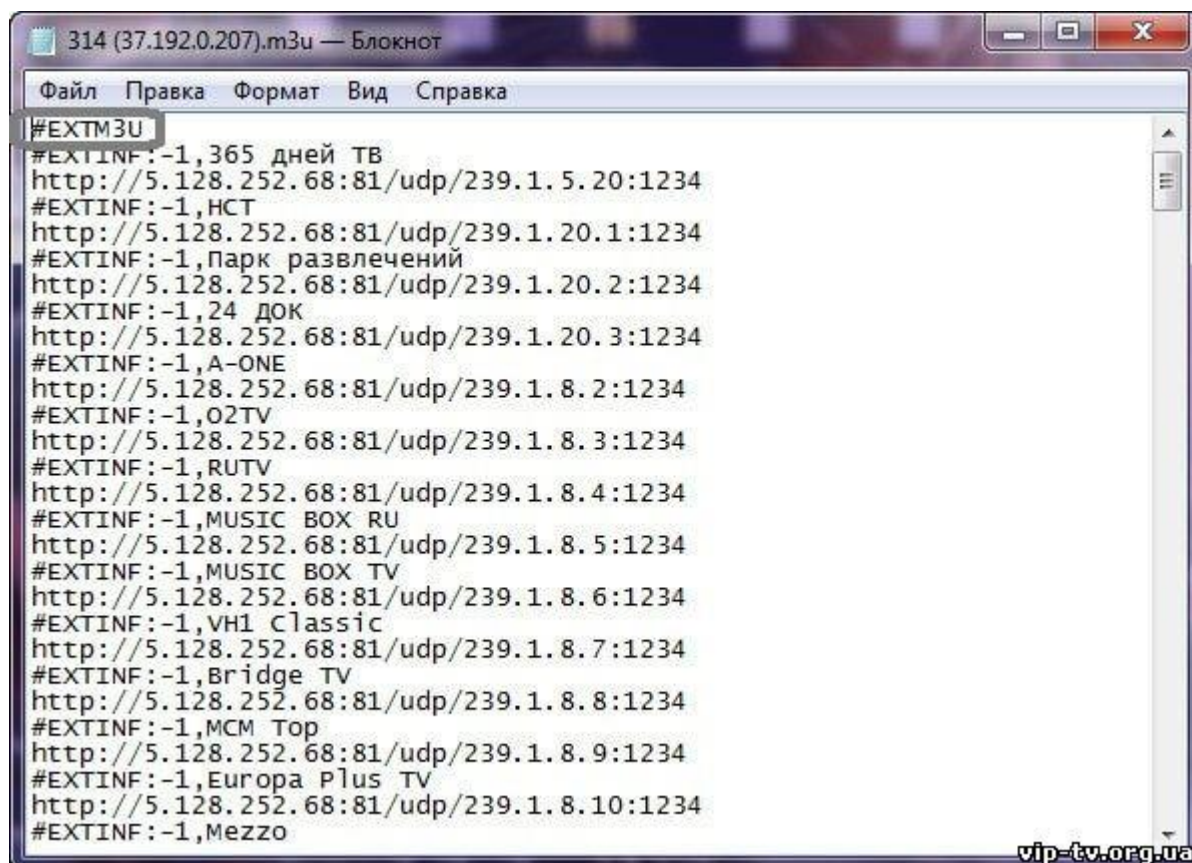 314 (37.192.0.207).m3u — Блокнот
Файл Правка Формат Вид Справка
#EXTM3U
#EXTINF:-1,365 дней ТВ
http://5.128.252.68:81/udp/239.1.5.20:1234
#EXTINF:-1,НСТ
http://5.128.252.68:81/udp/239.1.20.1:1234
#EXTINF:-1,Парк развлечений
http://5.128.252.68:81/udp/239.1.20.2:1234
#EXTINF:-1,24 ДОК
http://5.128.252.68:81/udp/239.1.20.3:1234
#EXTINF:-1,A-ONE
http://5.128.252.68:81/udp/239.1.8.2:1234
#EXTINF:-1,O2TV
http://5.128.252.68:81/udp/239.1.8.3:1234
#EXTINF:-1,RUTV
http://5.128.252.68:81/udp/239.1.8.4:1234
#EXTINF:-1,MUSIC BOX RU
http://5.128.252.68:81/udp/239.1.8.5:1234
#EXTINF:-1,MUSIC BOX TV
http://5.128.252.68:81/udp/239.1.8.6:1234
#EXTINF:-1,VH1 Classic
http://5.128.252.68:81/udp/239.1.8.7:1234
#EXTINF:-1,Bridge TV
http://5.128.252.68:81/udp/239.1.8.8:1234
#EXTINF:-1,MCM Top
http://5.128.252.68:81/udp/239.1.8.9:1234
#EXTINF:-1,Europa Plus TV
http://5.128.252.68:81/udp/239.1.8.10:1234
#EXTINF:-1,Mezzo
vip-tv.org.ua